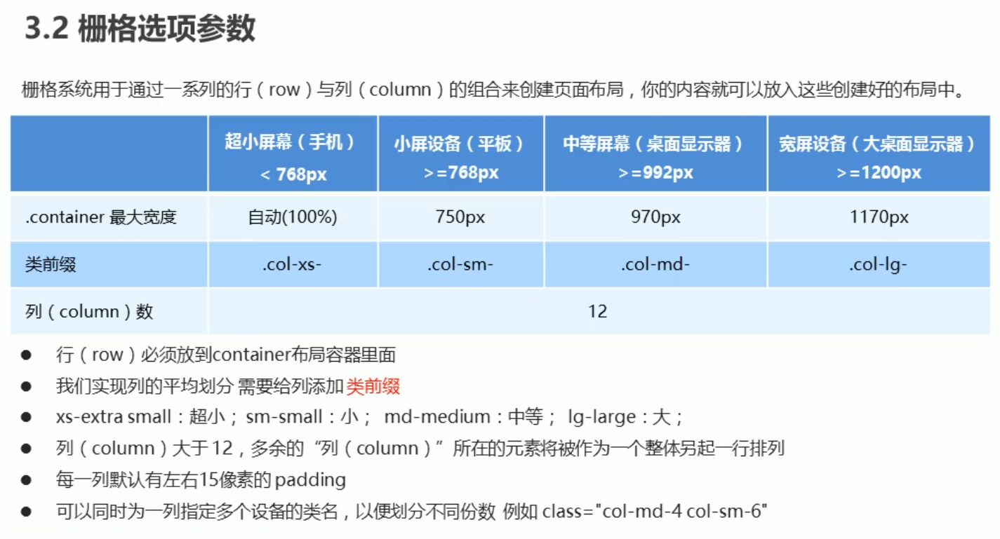 3.2 栅格选项参数
栅格系统用于通过一系列的行（row）与列（column）的组合来创建页面布局，你的内容就可以放入这些创建好的布局中。
超小屏幕（手机） 小屏设备（平板） 中等屏幕（桌面显示器） 宽屏设备（大桌面显示器）
< 768px >=768px >=992px >=1200px
.container 最大宽度 自动(100%) 750px 970px 1170px
类前缀 .col-xs- .col-sm- .col-md- .col-lg-
列（column）数 12
● 行（row）必须放到container布局容器里面
● 我们实现列的平均划分 需要给列添加 类前缀
● xs-extra small：超小； sm-small：小； md-medium：中等； lg-large：大；
● 列（column）大于 12，多余的“列（column）”所在的元素将被作为一个整体另起一行排列
● 每一列默认有左右15像素的 padding
● 可以同时为一列指定多个设备的类名，以便划分不同份数 例如 class="col-md-4 col-sm-6"